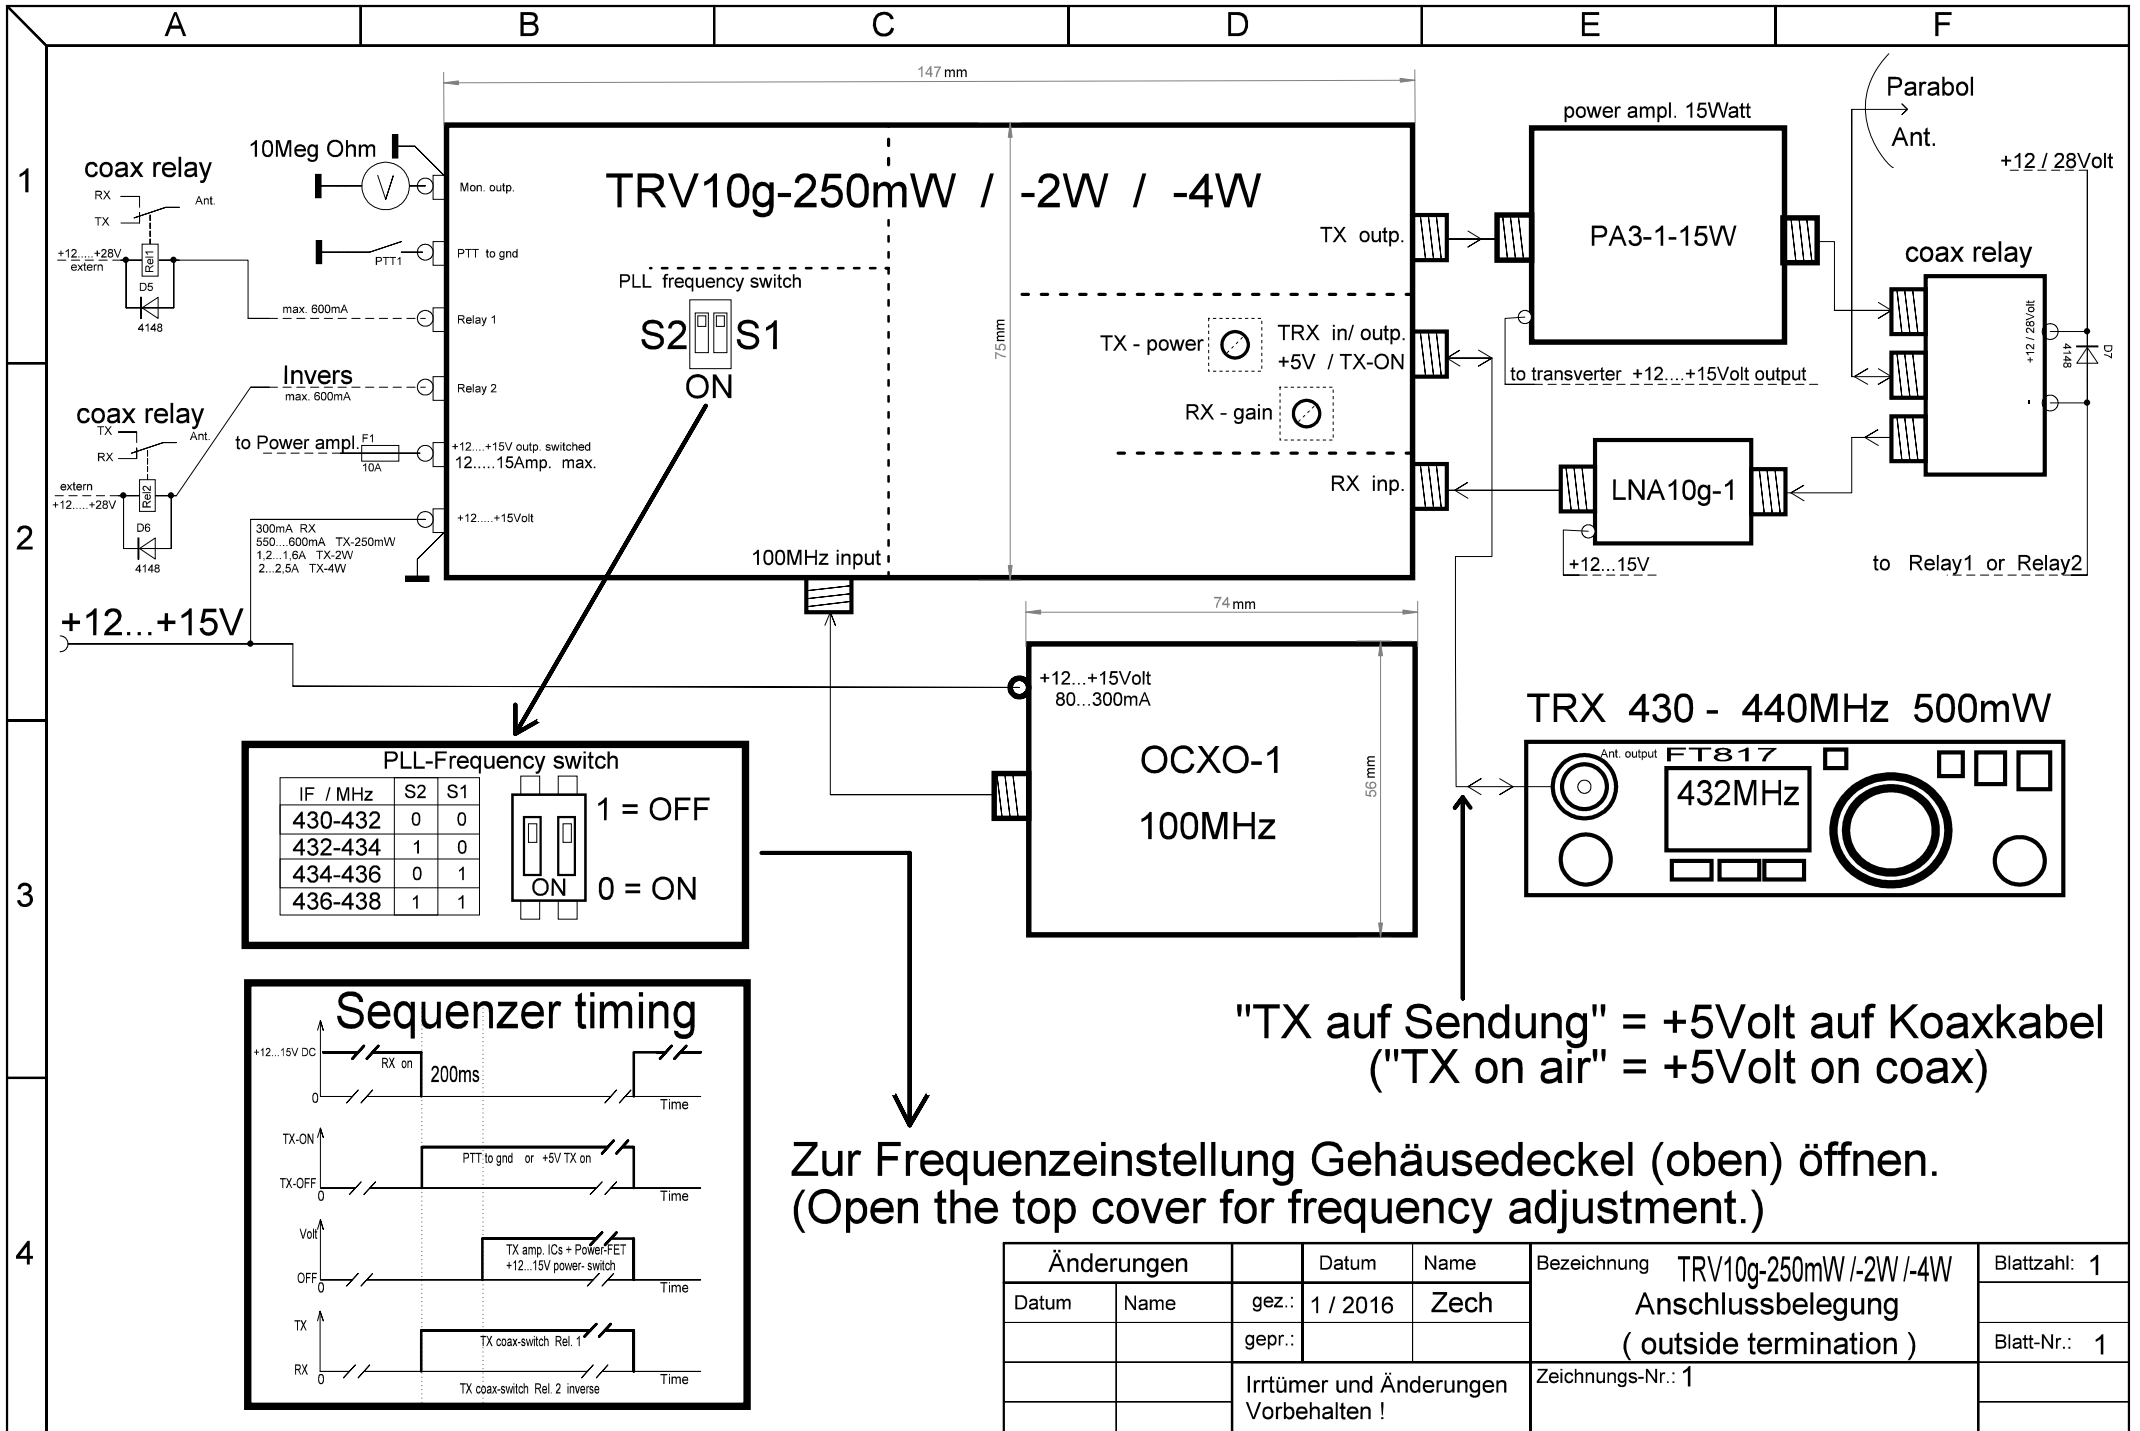 A B C D E F
1
2
3
4
147 mm
75mm
10Meg Ohm
V
Mon. outp.
PTT1
PTT to gnd
max. 600mA
Relay 1
Invers
max. 600mA
Relay 2
to Power ampl.
F1
10A
+12....+15V outp. switched
12.....15Amp. max.
+12.....+15Volt
300mA RX
550....600mA TX-250mW
1,2...1,6A TX-2W
2...2,5A TX-4W
coax relay
RX
TX
Ant.
+12.....+28V
extern
Rel1
D5
4148
coax relay
TX
RX
Ant.
extern
+12.....+28V
Rel2
D6
4148
+12...+15V
TRV10g-250mW / -2W / -4W
PLL frequency switch
S2 S1
ON
100MHz input
TX outp.
TX - power
TRX in/ outp.
+5V / TX-ON
RX - gain
RX inp.
power ampl. 15Watt
PA3-1-15W
to transverter +12....+15Volt output
LNA10g-1
+12...15V
Parabol
Ant.
+12 / 28Volt
coax relay
+12 / 28Volt
-
4148
D7
to Relay1 or Relay2
74 mm
56 mm
+12...+15Volt
80...300mA
OCXO-1
100MHz
TRX 430 - 440MHz 500mW
Ant. output
FT817
432MHz
PLL-Frequency switch
IF / MHz S2 S1
430-432 0 0
432-434 1 0
434-436 0 1
436-438 1 1
1 = OFF
ON
0 = ON
Sequenzer timing
+12...15V DC
RX on
200ms
0
Time
TX-ON
PTT to gnd or +5V TX on
TX-OFF
0
Time
Volt
TX amp. ICs + Power-FET
+12...15V power- switch
OFF
0
Time
TX
TX coax-switch Rel. 1
RX
0
Time
TX coax-switch Rel. 2 inverse
"TX auf Sendung" = +5Volt auf Koaxkabel
("TX on air" = +5Volt on coax)
Zur Frequenzeinstellung Gehäusedeckel (oben) öffnen.
(Open the top cover for frequency adjustment.)
Änderungen Datum Name
Datum Name gez.: 1 / 2016 Zech
gepr.:
Irrtümer und Änderungen
Vorbehalten !
Bezeichnung TRV10g-250mW /-2W /-4W
Anschlussbelegung
( outside termination )
Zeichnungs-Nr.: 1
Blattzahl: 1
Blatt-Nr.: 1